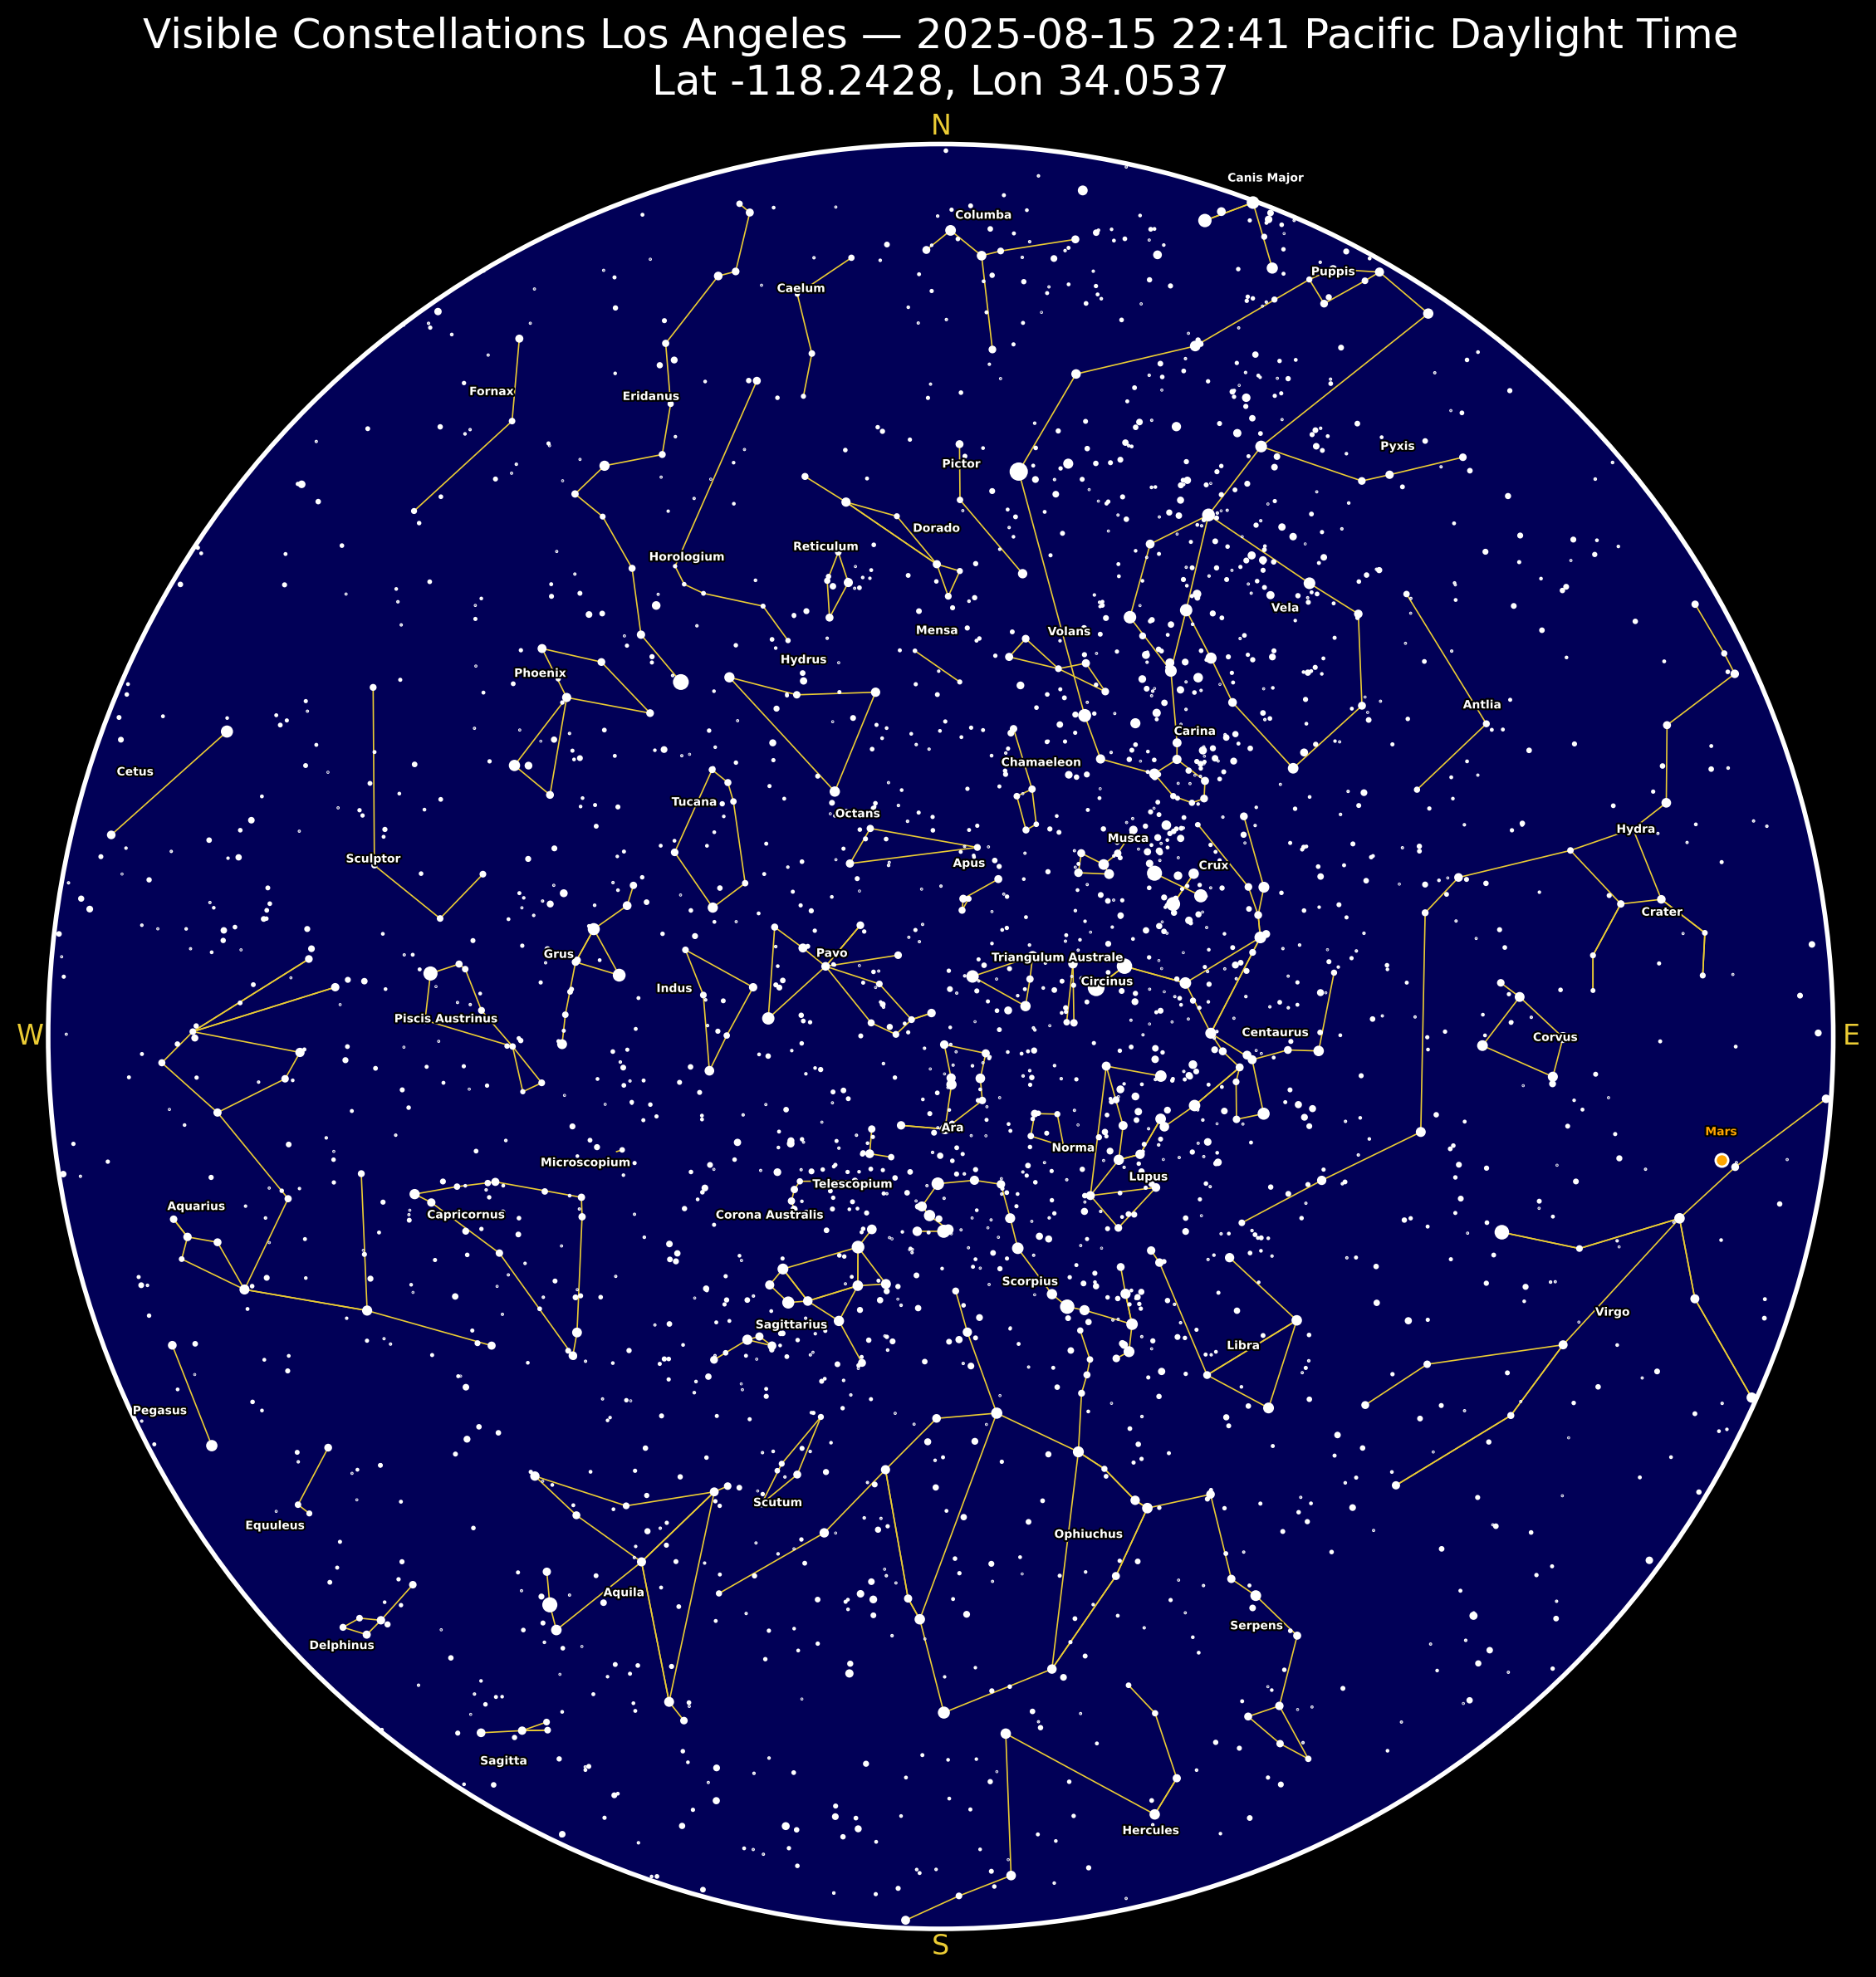 Visible Constellations Los Angeles — 2025-08-15 22:41 Pacific Daylight Time
Lat -118.2428, Lon 34.0537
N
Canis Major
Columba
Puppis
Caelum
Fornax
Eridanus
Pyxis
Pictor
Dorado
Reticulum
Horologium
Vela
Mensa
Volans
Hydrus
Phoenix
Antlia
Carina
Chamaeleon
Cetus
Tucana
Octans
Hydra
Musca
Sculptor
Apus
Crux
Crater
Grus
Pavo
Triangulum Australe
Circinus
Indus
Piscis Austrinus
Centaurus
W
E
Corvus
Ara
Mars
Norma
Microscopium
Lupus
Telescopium
Aquarius
Capricornus
Corona Australis
Scorpius
Virgo
Sagittarius
Libra
Pegasus
Scutum
Equuleus
Ophiuchus
Aquila
Serpens
Delphinus
Sagitta
Hercules
S